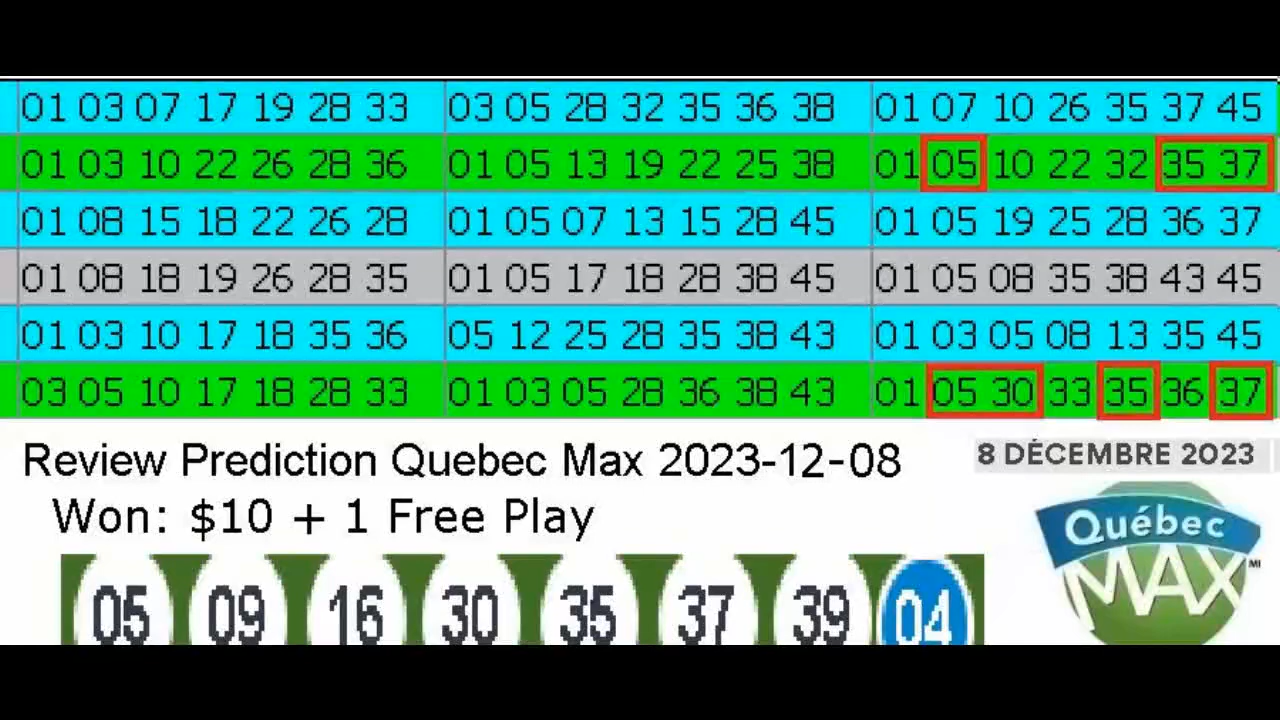 01 03 07 17 19 28 33 03 05 28 32 35 36 38 01 07 10 26 35 37 45
01 03 10 22 26 28 36 01 05 13 19 22 25 38 01 05 10 22 32 35 37
01 08 15 18 22 26 28 01 05 07 13 15 28 45 01 05 19 25 28 36 37
01 08 18 19 26 28 35 01 05 17 18 28 38 45 01 05 08 35 38 43 45
01 03 10 17 18 35 36 05 12 25 28 35 38 43 01 03 05 08 13 35 45
03 05 10 17 18 28 33 01 03 05 28 36 38 43 01 05 30 33 35 36 37
Review Prediction Quebec Max 2023-12-08
8 DÉCEMBRE 2023
Won: $10 + 1 Free Play
Québec
MAX MI
05 09 16 30 35 37 39 04